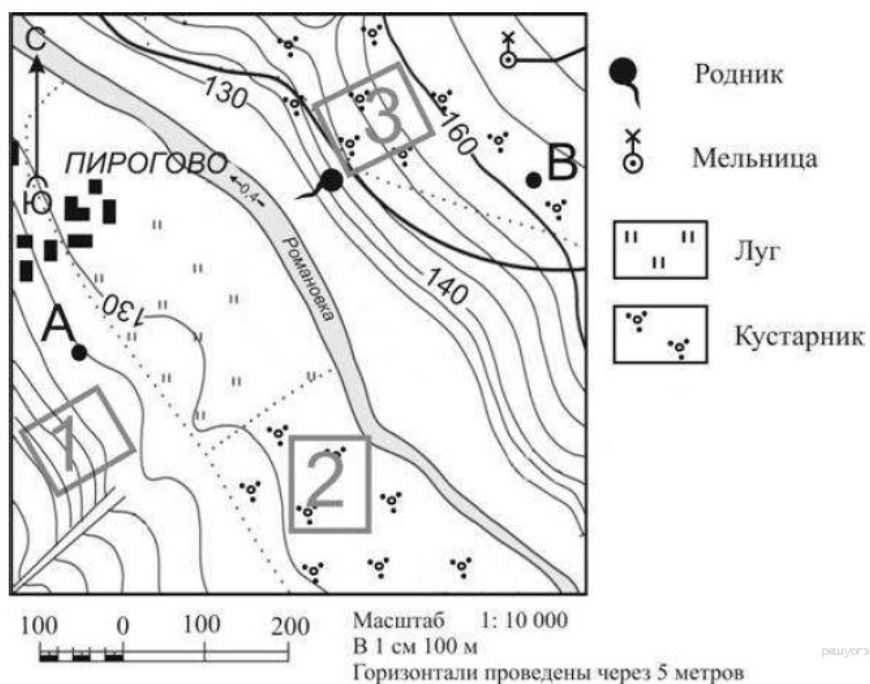 С
130
160
3
Родник
В
Мельница
ПИРОГОВО
0,4
Ю
Романовка
140
Луг
130
А
Кустарник
1
2
100 0 100 200
Масштаб 1: 10 000
В 1 см 100 м
Горизонтали проведены через 5 метров
решуогэ